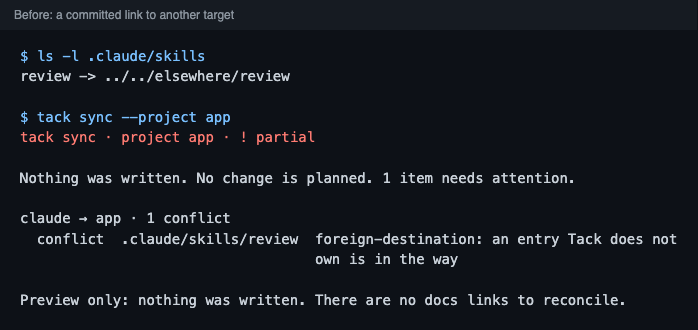 Before: a committed link to another target
$ ls -l .claude/skills
review -> ../../elsewhere/review
$ tack sync --project app
tack sync · project app · ! partial
Nothing was written. No change is planned. 1 item needs attention.
claude → app · 1 conflict
conflict  .claude/skills/review  foreign-destination: an entry Tack does not
own is in the way
Preview only: nothing was written. There are no docs links to reconcile.